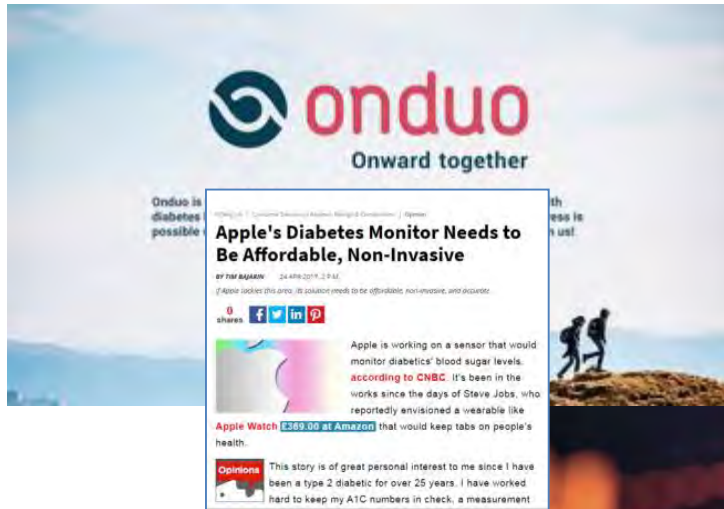 onduo
Onward together
Onduo is th
diabetes ess is
possible n us!
Opinion
Apple's Diabetes Monitor Needs to
Be Affordable, Non-Invasive
BY TIM BAJARIN
If Apple tackles this area, its solution needs to be affordable, non-invasive, and accurate.
0
shares
Apple is working on a sensor that would
monitor diabetics' blood sugar levels,
according to CNBC. It's been in the
works since the days of Steve Jobs, who
reportedly envisioned a wearable like
Apple Watch £369.00 at Amazon that would keep tabs on people's
health.
Opinions
This story is of great personal interest to me since I have
been a type 2 diabetic for over 25 years. I have worked
hard to keep my A1C numbers in check, a measurement